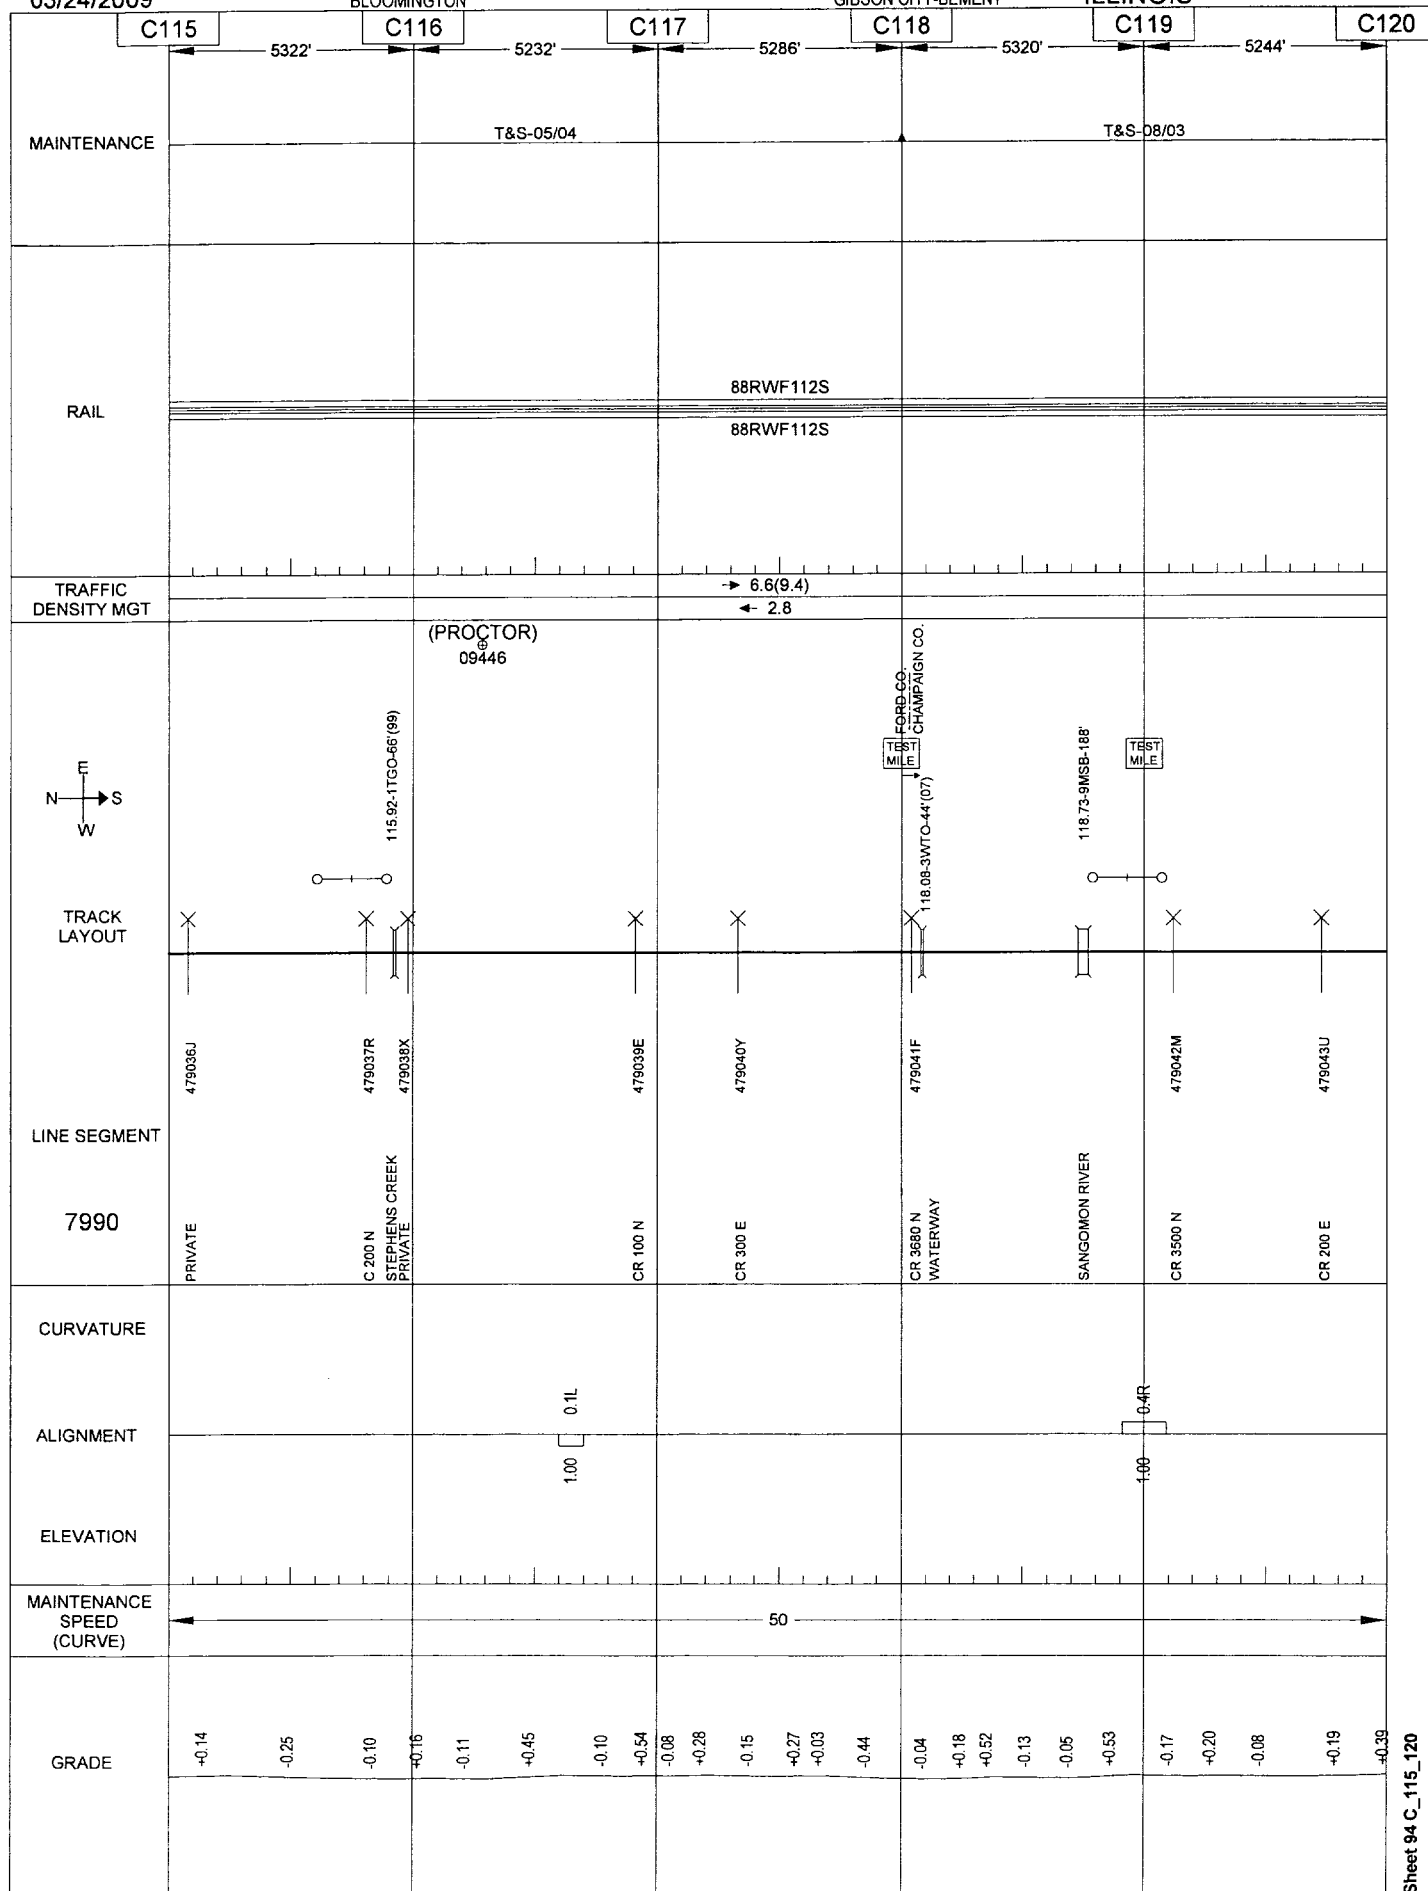 03/24/2009 BLOOMINGTON GIBSON CITY-BEMENT ILLINOIS
C115 C116 C117 C118 C119 C120
5322' 5232' 5286' 5320' 5244'
MAINTENANCE
T&S-05/04 T&S-08/03
RAIL
88RWF112S
88RWF112S
TRAFFIC
DENSITY MGT
6.6(9.4)
2.8
(PROCTOR)
09446
FORD CO.
CHAMPAIGN CO.
TEST
MILE
TEST
MILE
E
N S
W
115.92-1TGO-66'(99)
118.08-3WTO-44'(07)
118.73-9MSB-188'
TRACK
LAYOUT
479036J
479037R
479038X
479039E
479040Y
479041F
479042M
479043U
LINE SEGMENT
7990
PRIVATE
C 200 N
STEPHENS CREEK
PRIVATE
CR 100 N
CR 300 E
CR 3680 N
WATERWAY
SANGOMON RIVER
CR 3500 N
CR 200 E
CURVATURE
0.1L 0.4R
ALIGNMENT
1.00 1.00
ELEVATION
MAINTENANCE
SPEED
(CURVE)
50
GRADE
+0.14 -0.25 -0.10 +0.16 -0.11 +0.45 -0.10 +0.54 -0.08 +0.28 -0.15 +0.27 +0.03 -0.44 -0.04 +0.18 +0.52 -0.13 -0.05 +0.53 -0.17 +0.20 -0.08 +0.19 +0.39
Sheet 94 C_115_120